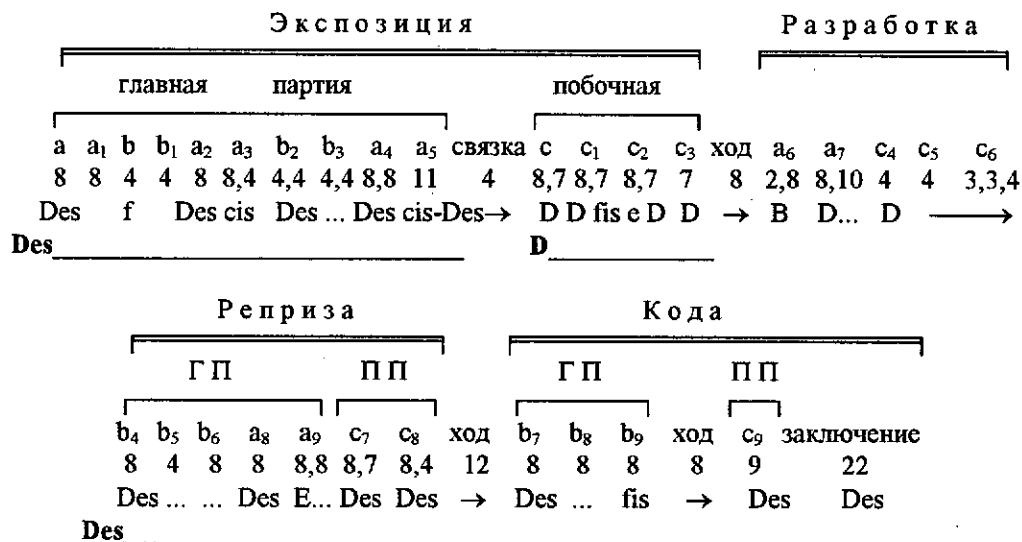 Экспозиция Разработка
главная партия побочная
a a₁ b b₁ a₂ a₃ b₂ b₃ a₄ a₅ связка c c₁ c₂ c₃ ход a₆ a₇ c₄ c₅ c₆
8 8 4 4 8 8,4 4,4 4,4 8,8 11 4 8,7 8,7 8,7 7 8 2,8 8,10 4 4 3,3,4
Des f Des cis Des ... Des cis-Des→ D D fis e D D → B D... D →
Des D
Реприза Кода
ГП ПП ГП ПП
b₄ b₅ b₆ a₈ a₉ c₇ c₈ ход b₇ b₈ b₉ ход c₉ заключение
8 4 8 8 8,8 8,7 8,4 12 8 8 8 8 9 22
Des ... ... Des E... Des Des → Des ... fis → Des Des
Des